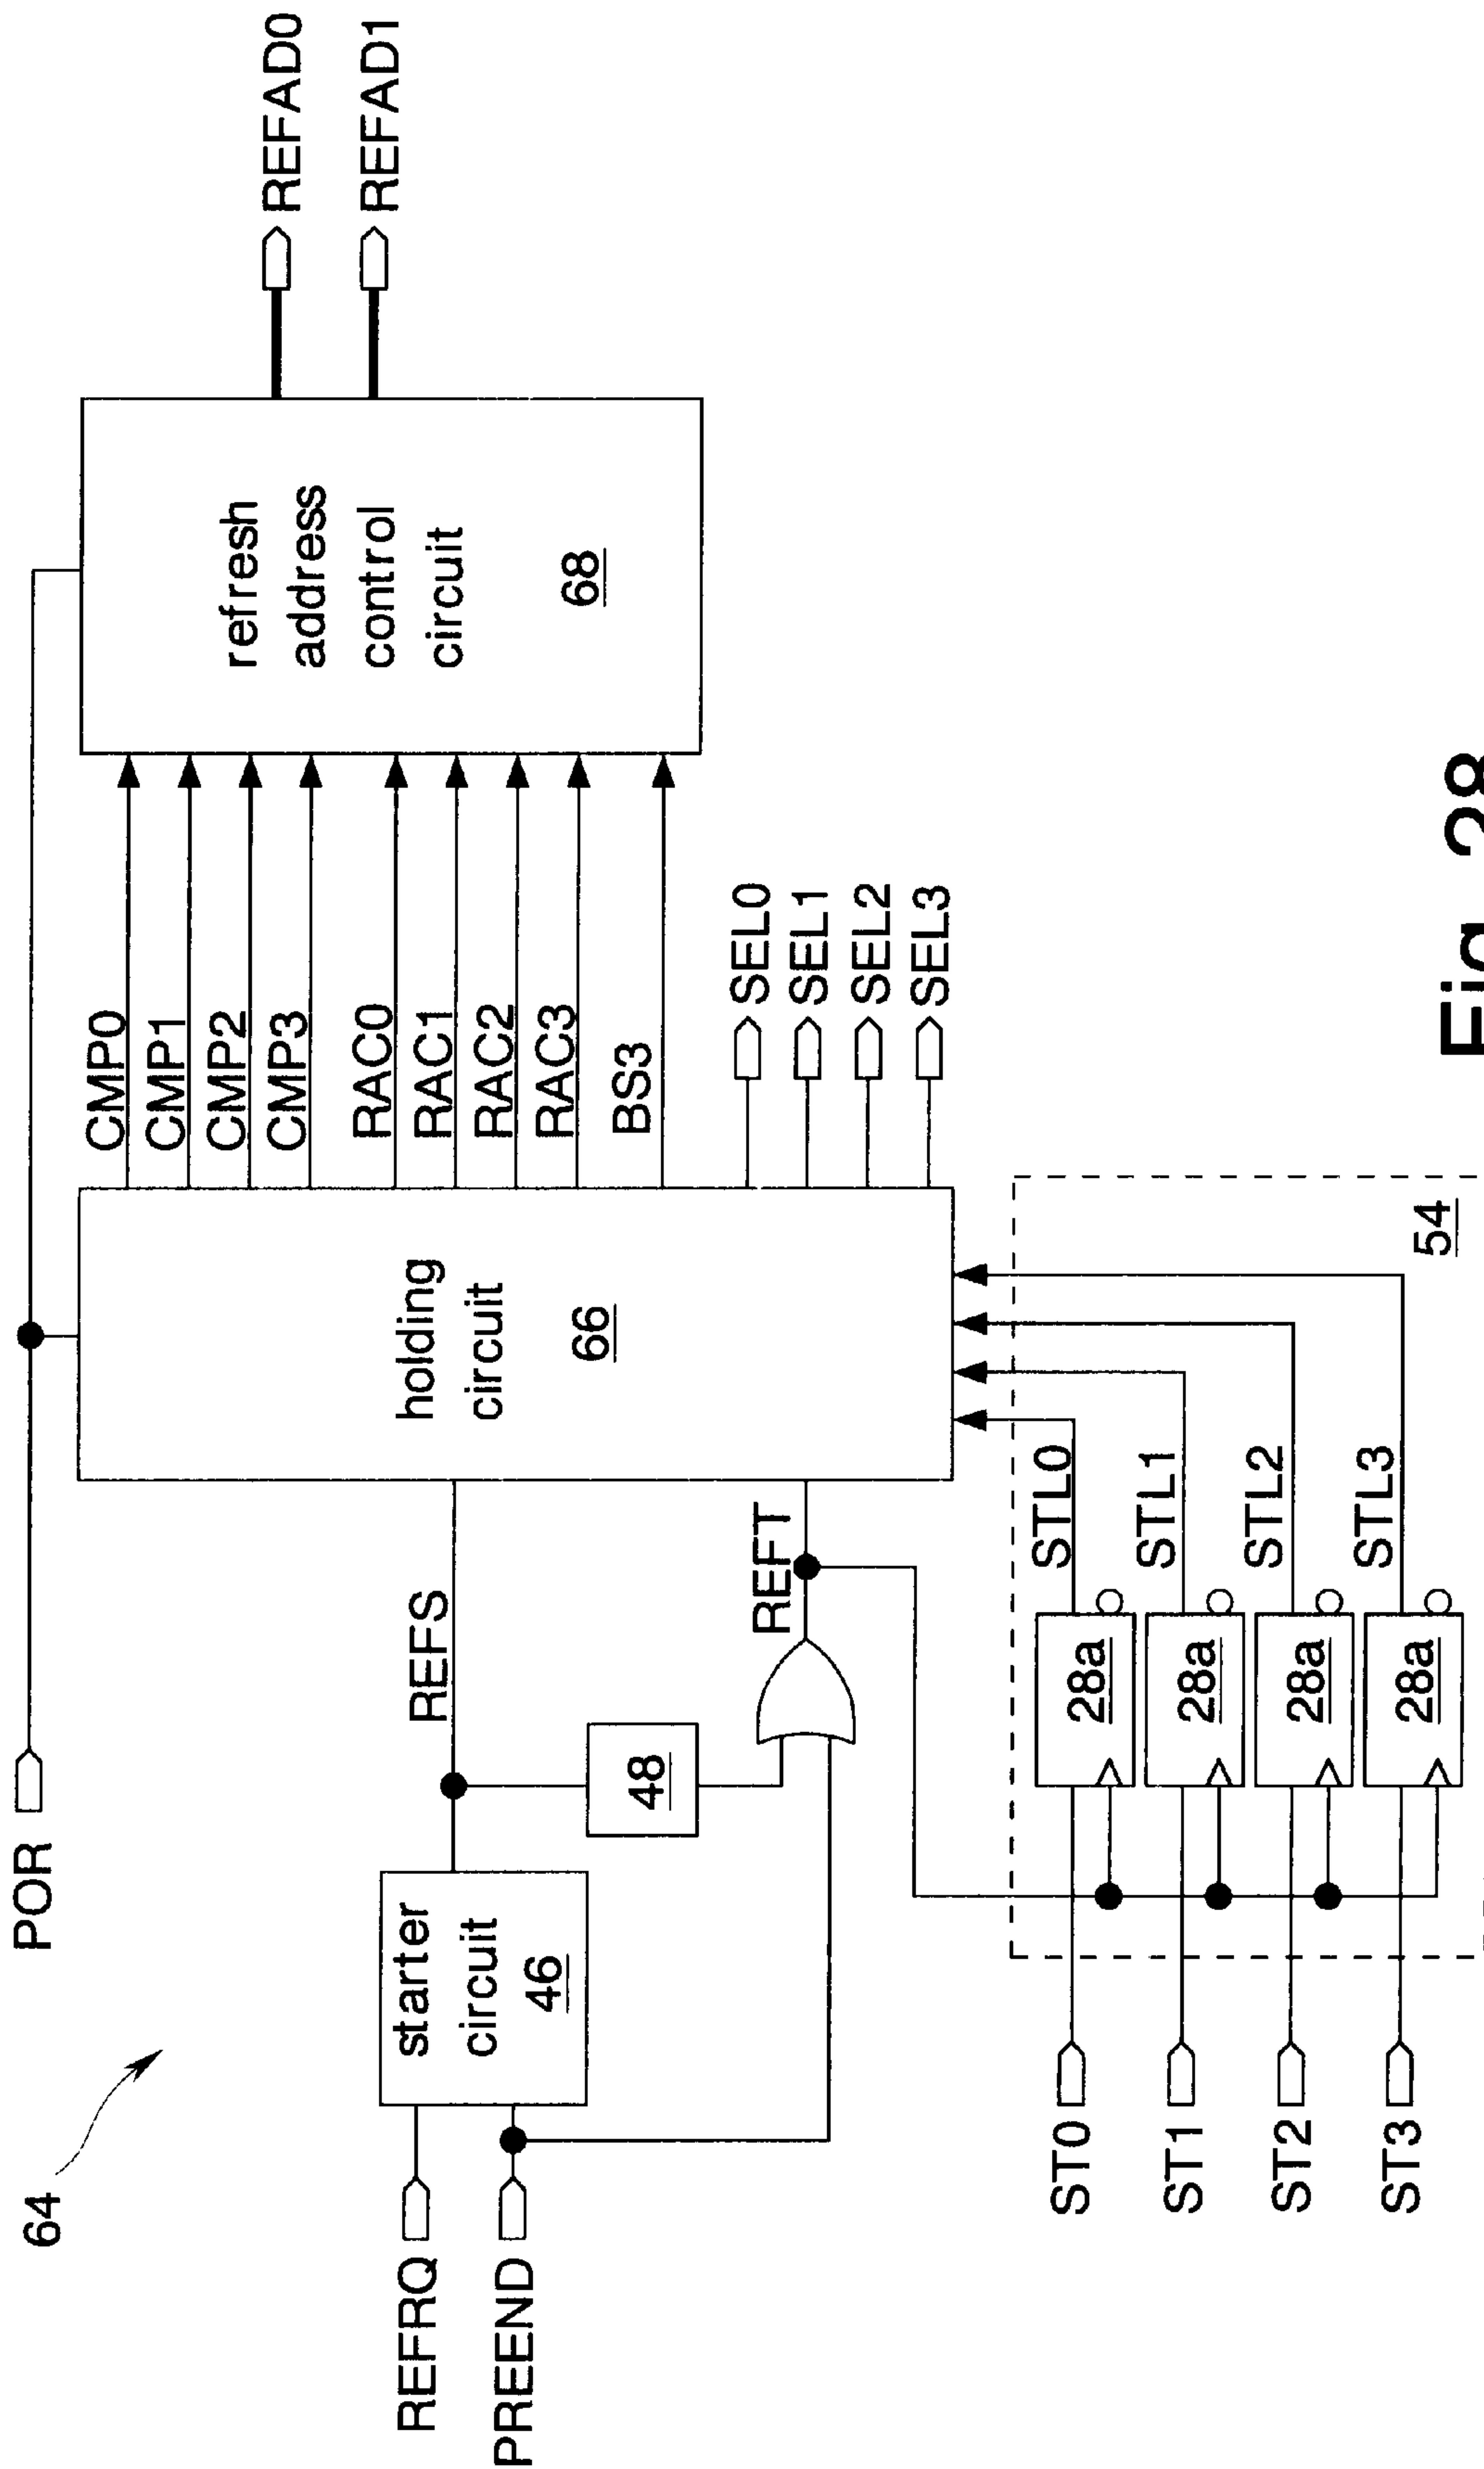 64
POR
REFRQ
PREEND
starter
circuit
46
REFS
48
REFT
holding
circuit
66
CMP0
CMP1
CMP2
CMP3
RAC0
RAC1
RAC2
RAC3
BS3
refresh
address
control
circuit
68
REFAD0
REFAD1
SEL0
SEL1
SEL2
SEL3
ST0
ST1
ST2
ST3
28a
28a
28a
28a
STL0
STL1
STL2
STL3
54
Fig. 28